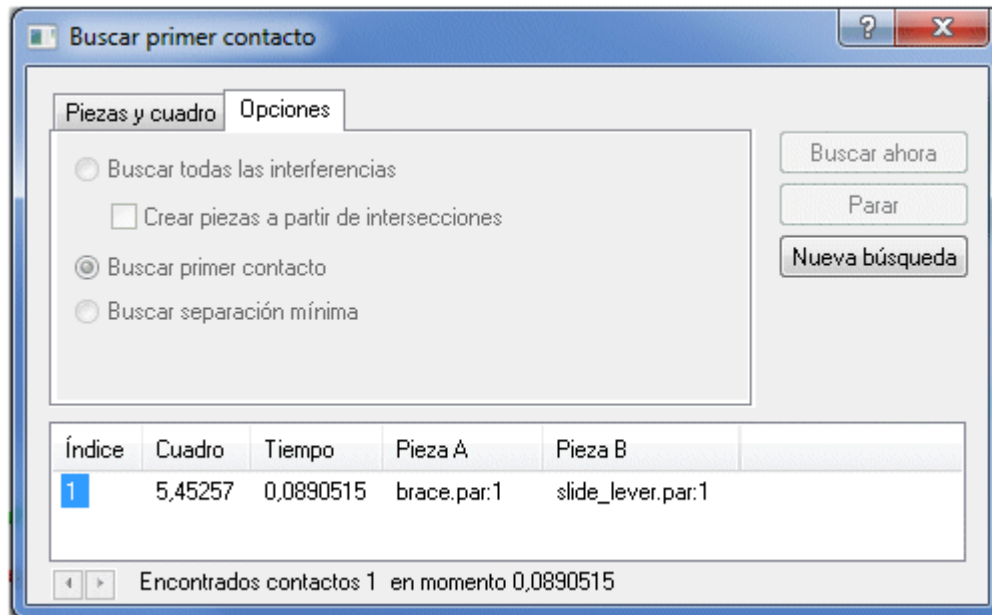 Buscar primer contacto
Piezas y cuadro Opciones
Buscar todas las interferencias
Crear piezas a partir de intersecciones
Buscar primer contacto
Buscar separación mínima
Buscar ahora
Parar
Nueva búsqueda
Índice Cuadro Tiempo Pieza A Pieza B
1 5,45257 0,0890515 brace.par:1 slide_lever.par:1
Encontrados contactos 1 en momento 0,0890515